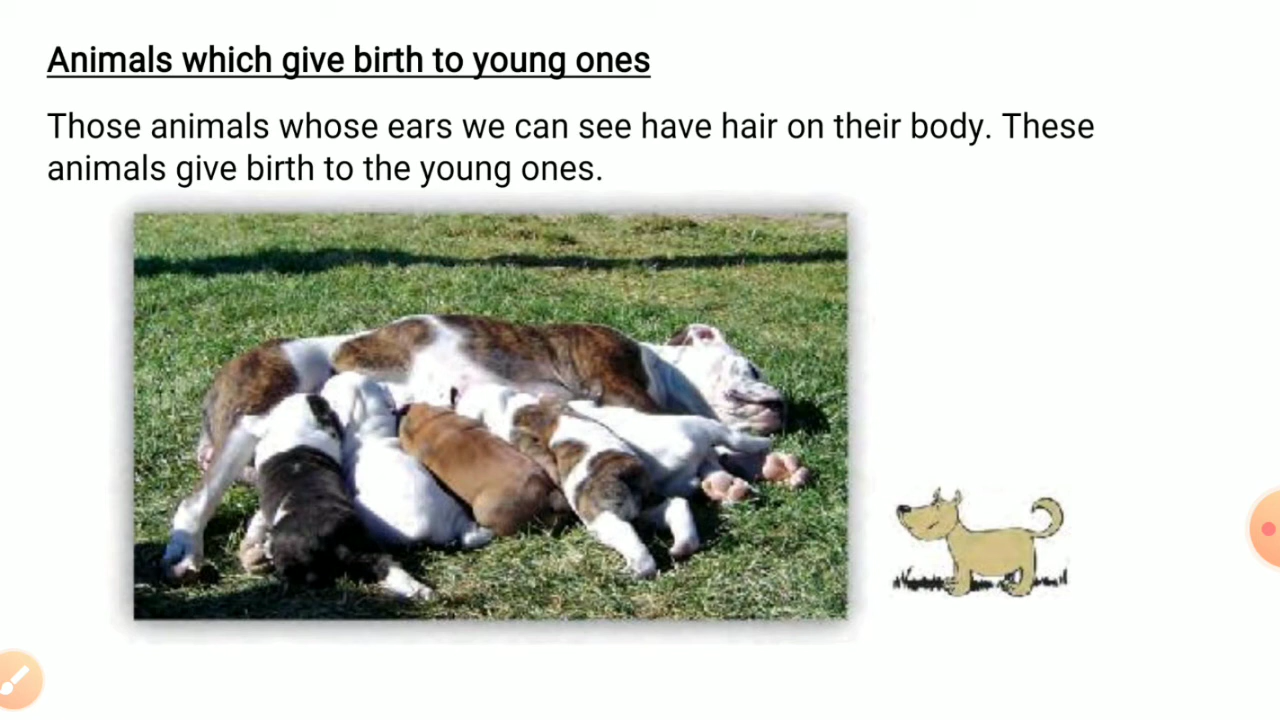 Animals which give birth to young ones
Those animals whose ears we can see have hair on their body. These
animals give birth to the young ones.